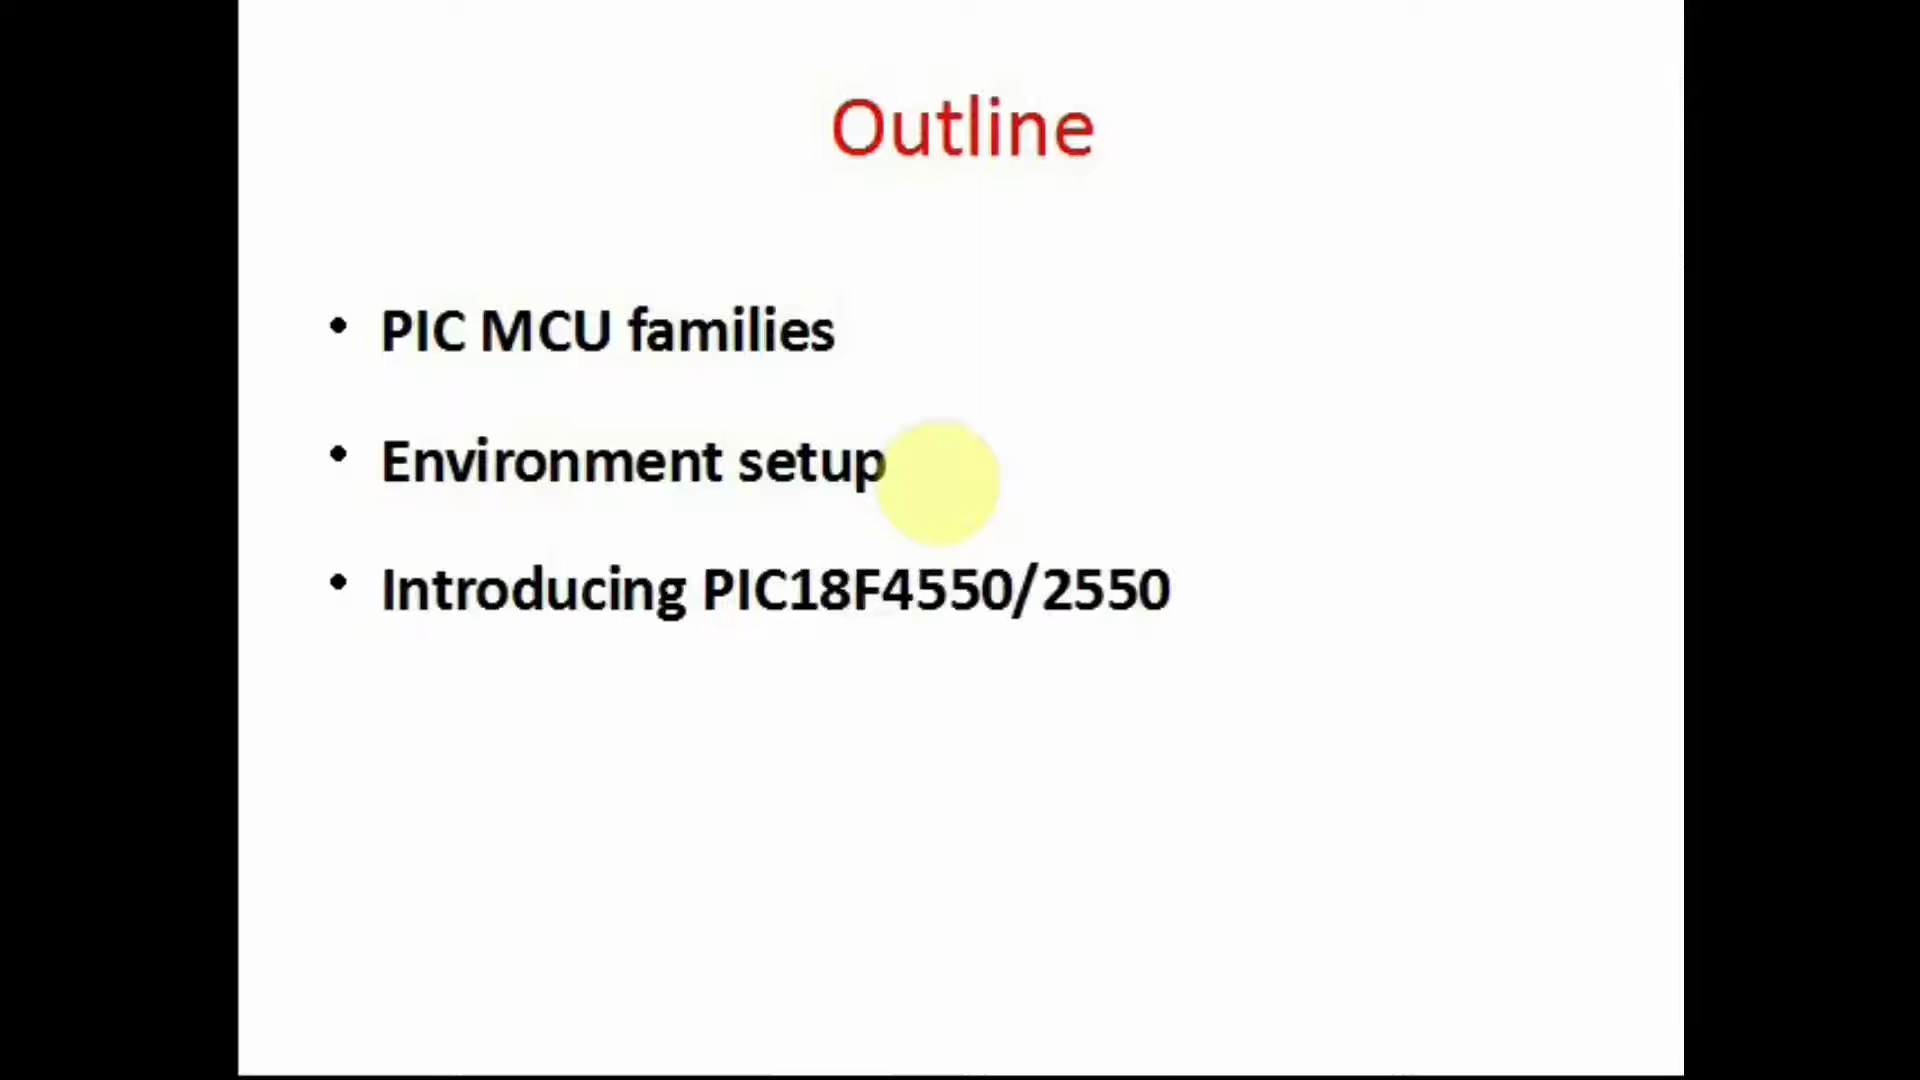 Outline
• PIC MCU families
• Environment setup
• Introducing PIC18F4550/2550